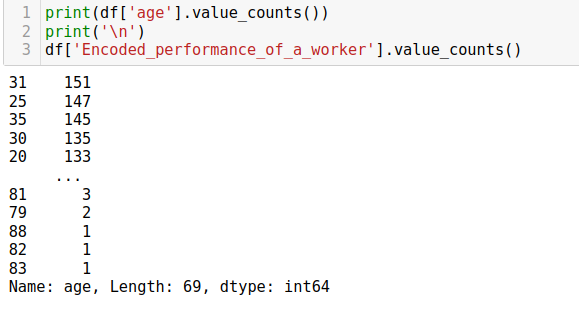 1 print(df['age'].value_counts())
2 print('\n')
3 df['Encoded_performance_of_a_worker'].value_counts()
31 151
25 147
35 145
30 135
20 133
...
81 3
79 2
88 1
82 1
83 1
Name: age, Length: 69, dtype: int64